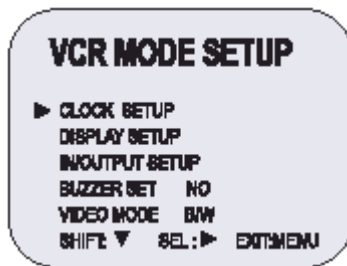 VCR MODE SETUP
▶ CLOCK SETUP
DISPLAY SETUP
IN/OUTPUT SETUP
BUZZER SET NO
VIDEO MODE B/W
SHIFT: ▼ SEL : ▶ EXIT:MENU